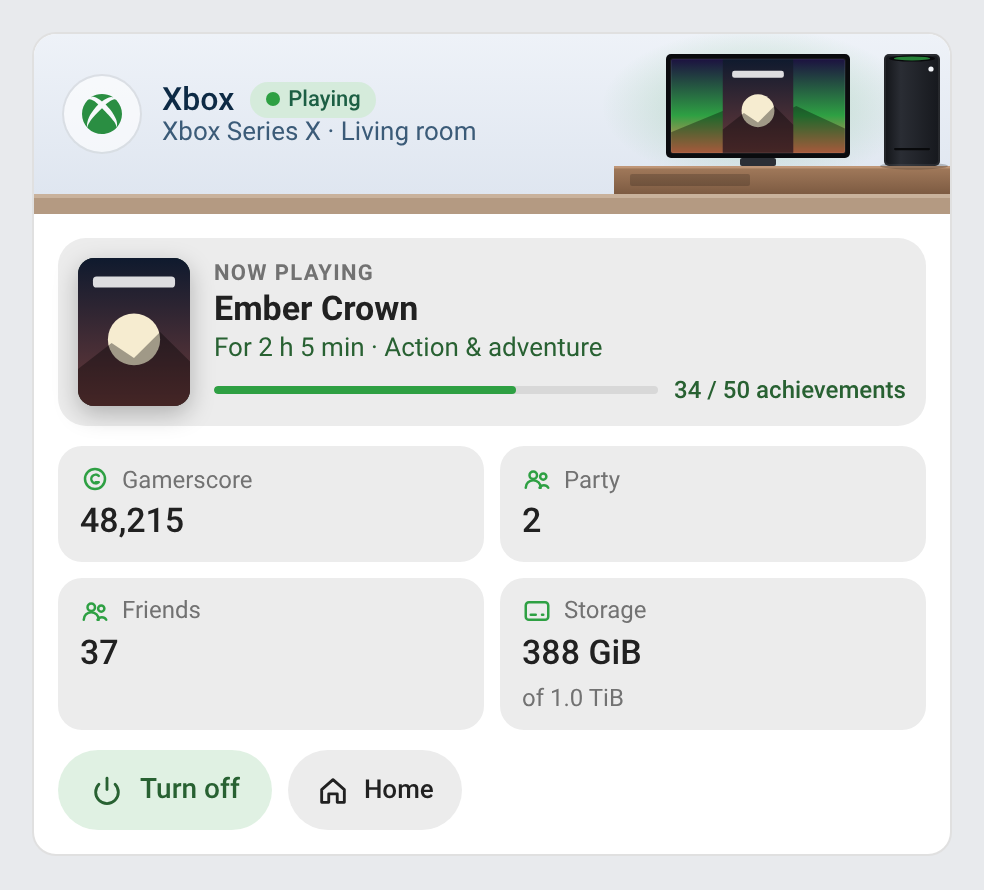 Xbox
Playing
Xbox Series X · Living room
NOW PLAYING
Ember Crown
For 2 h 5 min · Action & adventure
34 / 50 achievements
Gamerscore
48,215
Party
2
Friends
37
Storage
388 GiB
of 1.0 TiB
Turn off
Home